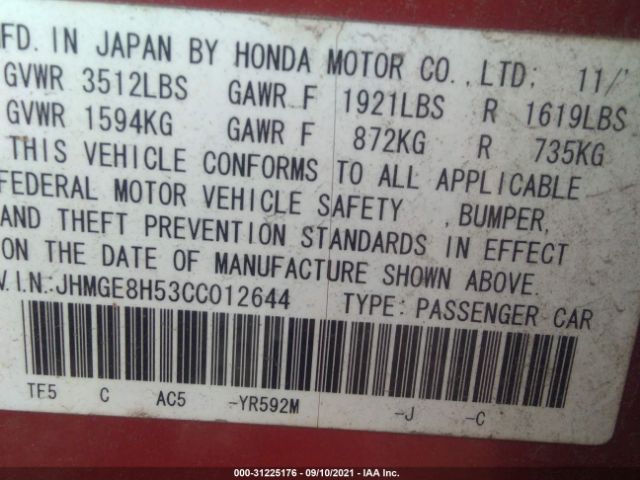 MFD. IN JAPAN BY HONDA MOTOR CO., LTD; 11/
GVWR 3512LBS GAWR F 1921LBS R 1619LBS
GVWR 1594KG GAWR F 872KG R 735KG
THIS VEHICLE CONFORMS TO ALL APPLICABLE
FEDERAL MOTOR VEHICLE SAFETY , BUMPER,
AND THEFT PREVENTION STANDARDS IN EFFECT
ON THE DATE OF MANUFACTURE SHOWN ABOVE.
V.I.N.:JHMGE8H53CC012644 TYPE: PASSENGER CAR
TF5 C AC5 -YR592M -J -C
000-31225176 - 09/10/2021 - IAA Inc.